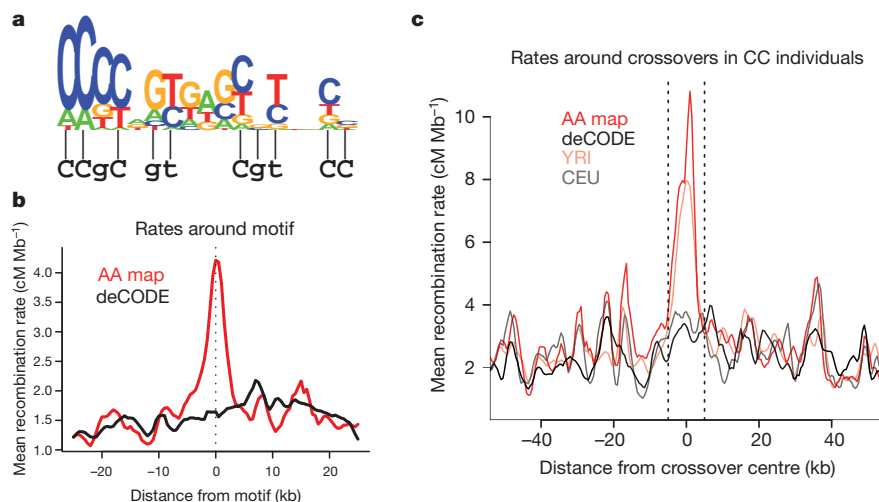 a
CCgC gt Cgt CC
b
Rates around motif
AA map
deCODE
Mean recombination rate (cM Mb⁻¹)
4.0
3.5
3.0
2.5
2.0
1.5
1.0
−20 −10 0 10 20
Distance from motif (kb)
c
Rates around crossovers in CC individuals
AA map
deCODE
YRI
CEU
Mean recombination rate (cM Mb⁻¹)
10
8
6
4
2
−40 −20 0 20 40
Distance from crossover centre (kb)